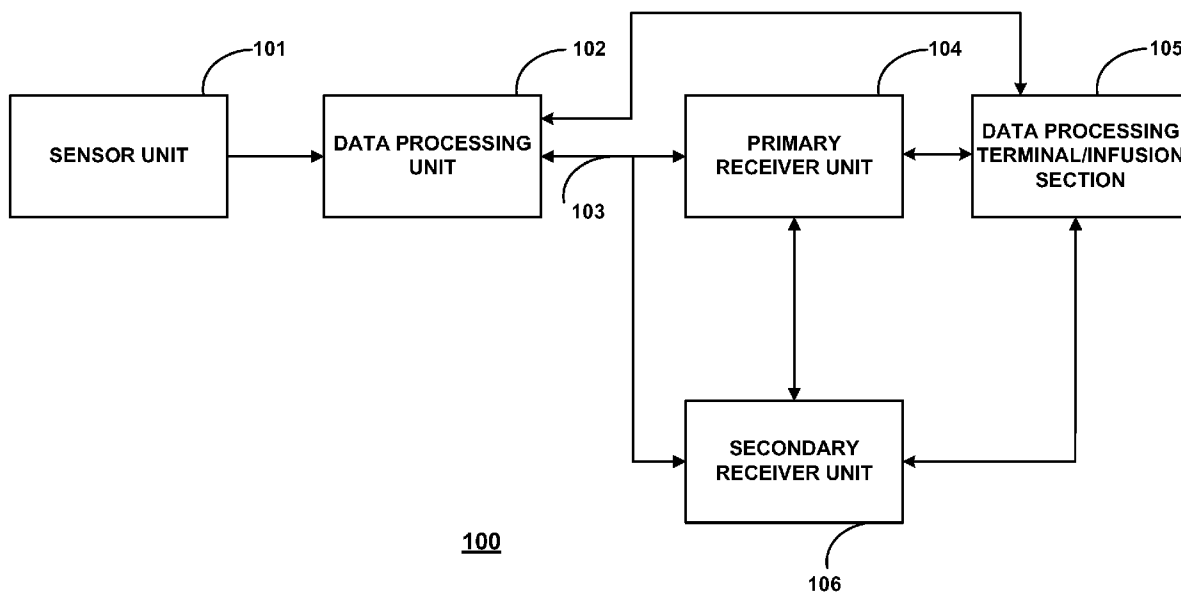 101
102
104
105
SENSOR UNIT
DATA PROCESSING
UNIT
PRIMARY
RECEIVER UNIT
DATA PROCESSING
TERMINAL/INFUSION
SECTION
103
SECONDARY
RECEIVER UNIT
100
106